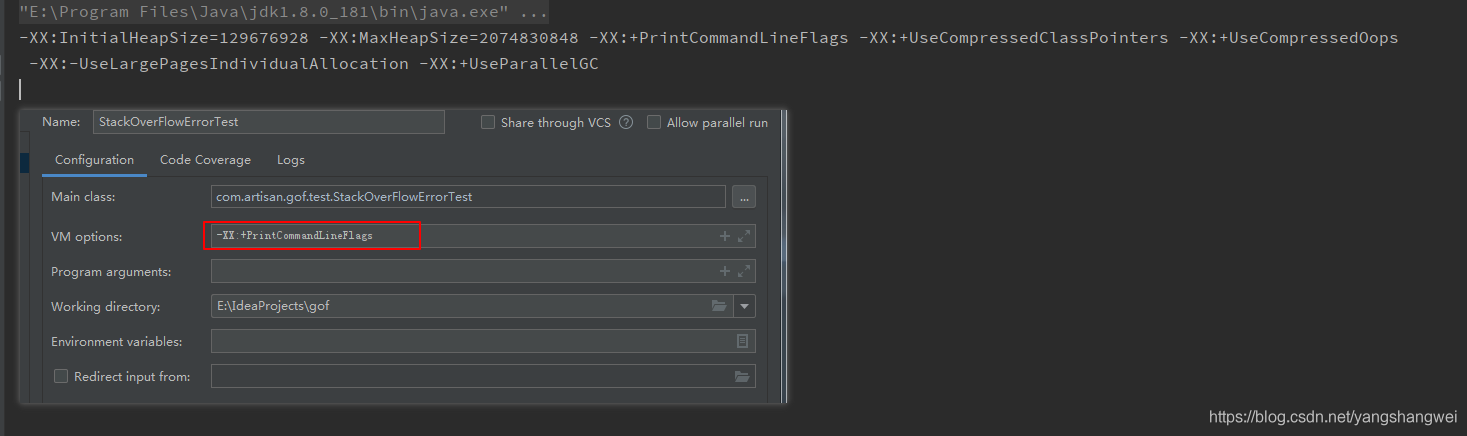 "E:\Program Files\Java\jdk1.8.0_181\bin\java.exe" ...
-XX:InitialHeapSize=129676928 -XX:MaxHeapSize=2074830848 -XX:+PrintCommandLineFlags -XX:+UseCompressedClassPointers -XX:+UseCompressedOops
-XX:-UseLargePagesIndividualAllocation -XX:+UseParallelGC
Name: StackOverFlowErrorTest Share through VCS ? Allow parallel run
Configuration Code Coverage Logs
Main class: com.artisan.gof.test.StackOverFlowErrorTest ...
VM options: -XX:+PrintCommandLineFlags
Program arguments:
Working directory: E:\IdeaProjects\gof
Environment variables:
Redirect input from:
https://blog.csdn.net/yangshangwei